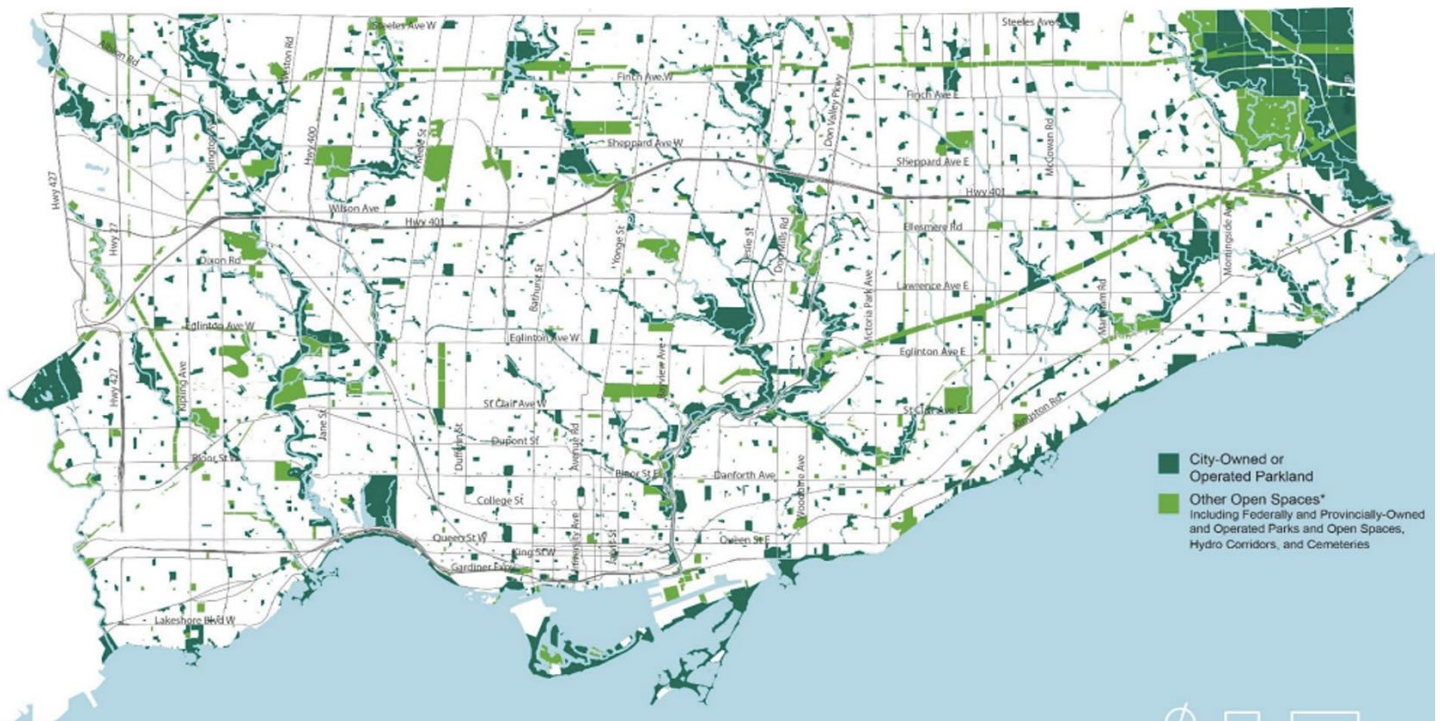 Steeles Ave W
Steeles Ave
Albion Rd
Weston Rd
Finch Ave W
Finch Ave E
Don Valley Pkwy
Hwy 400
Sheppard Ave W
Sheppard Ave E
McCowan Rd
Hwy 427
Hwy 401
Wilson Ave
Hwy 401
Ellesmere Rd
Hwy 27
Yonge St
Leslie St
Don Mills Rd
Morningside Ave
Dixon Rd
Bathurst St
Lawrence Ave E
Victoria Park Ave
Markham Rd
Eglinton Ave W
Eglinton Ave W
Eglinton Ave E
Hwy 427
Kipling Ave
Bayview Ave
St Clair Ave W
St Clair Ave E
Kingston Rd
Jane St
Dufferin St
Dupont St
Avenue Rd
Bloor St
Bloor St E
Danforth Ave
Woodbine Ave
College St
Queen St W
King St W
University Ave
Queen St E
Gardiner Expy
Lakeshore Blvd W
City-Owned or
Operated Parkland
Other Open Spaces*
Including Federally and Provincially-Owned
and Operated Parks and Open Spaces,
Hydro Corridors, and Cemeteries